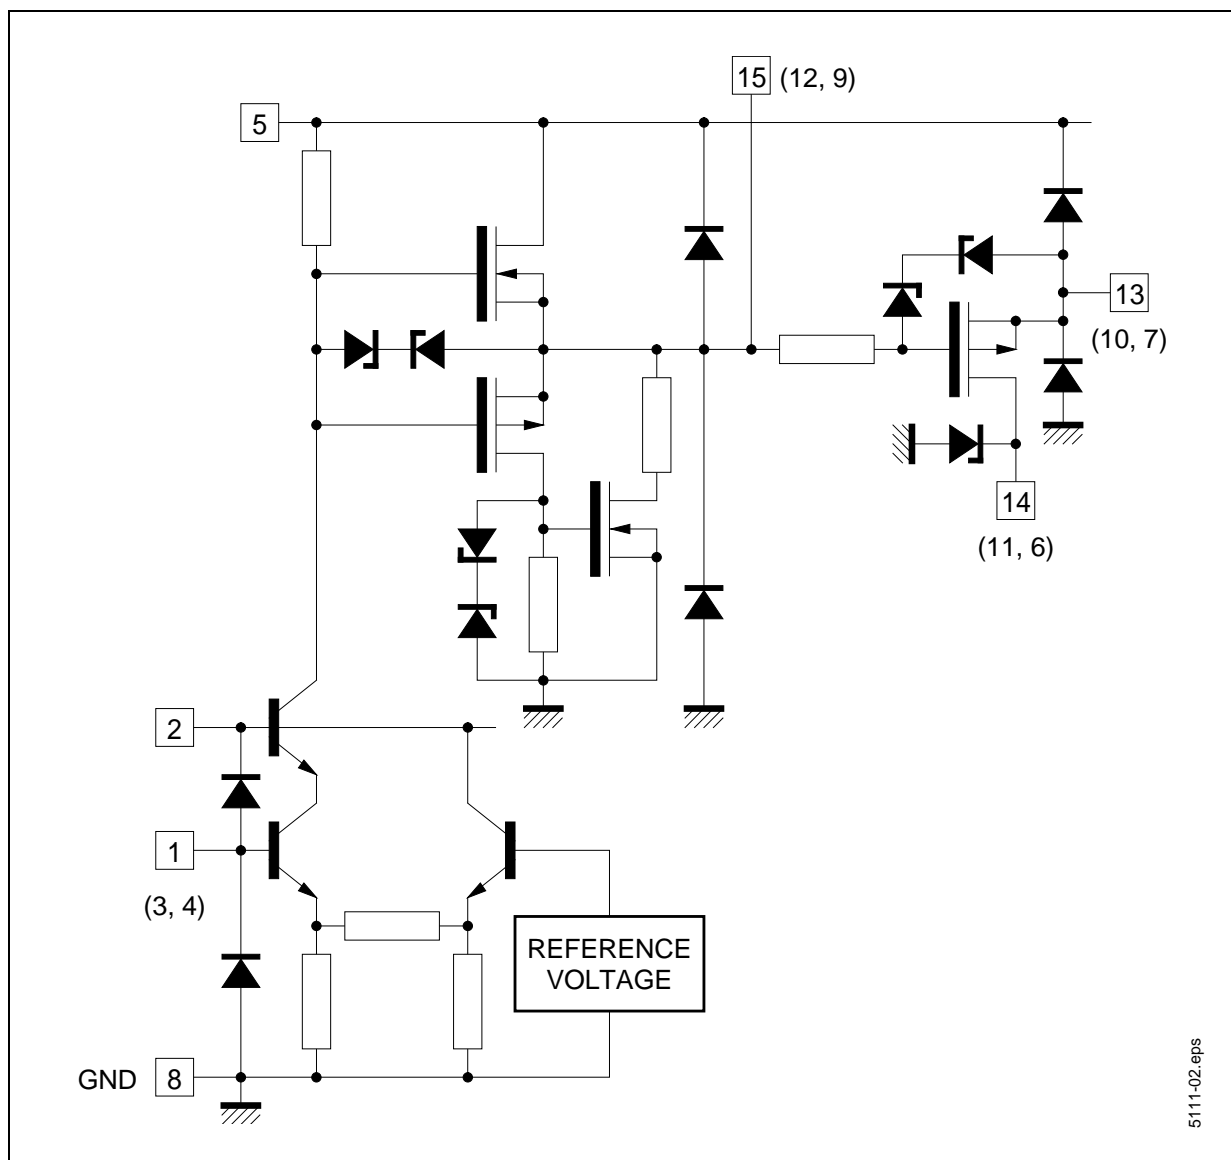 15 (12, 9)
5
13
(10, 7)
14
(11, 6)
2
1
(3, 4)
REFERENCE
VOLTAGE
GND 8
5111-02.eps